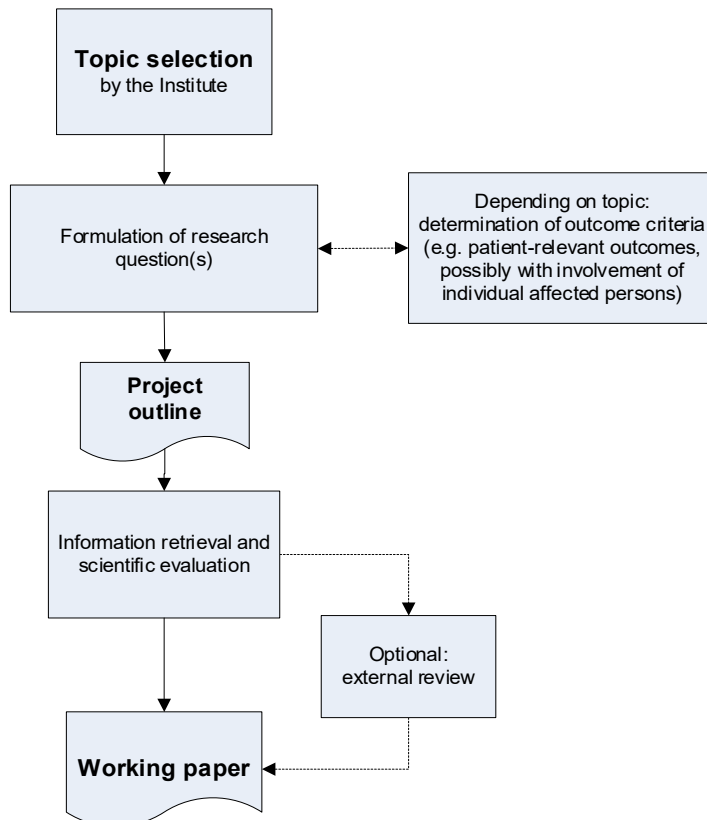 Topic selection
by the Institute
Formulation of research
question(s)
Depending on topic:
determination of outcome criteria
(e.g. patient-relevant outcomes,
possibly with involvement of
individual affected persons)
Project
outline
Information retrieval and
scientific evaluation
Optional:
external review
Working paper